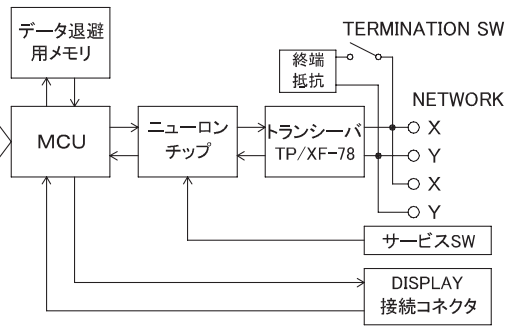 データ退避
用メモリ
TERMINATION SW
終端
抵抗
NETWORK
MCU
ニューロン
チップ
トランシーバ
TP/XF-78
X
Y
X
Y
サービスSW
DISPLAY
接続コネクタ